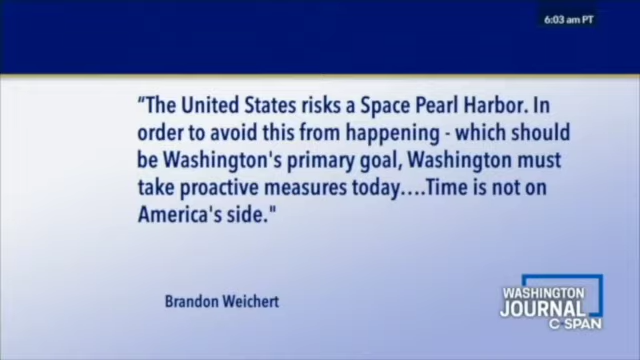 6:03 am PT
“The United States risks a Space Pearl Harbor. In
order to avoid this from happening - which should
be Washington's primary goal, Washington must
take proactive measures today....Time is not on
America's side."
Brandon Weichert
WASHINGTON
JOURNAL
C-SPAN